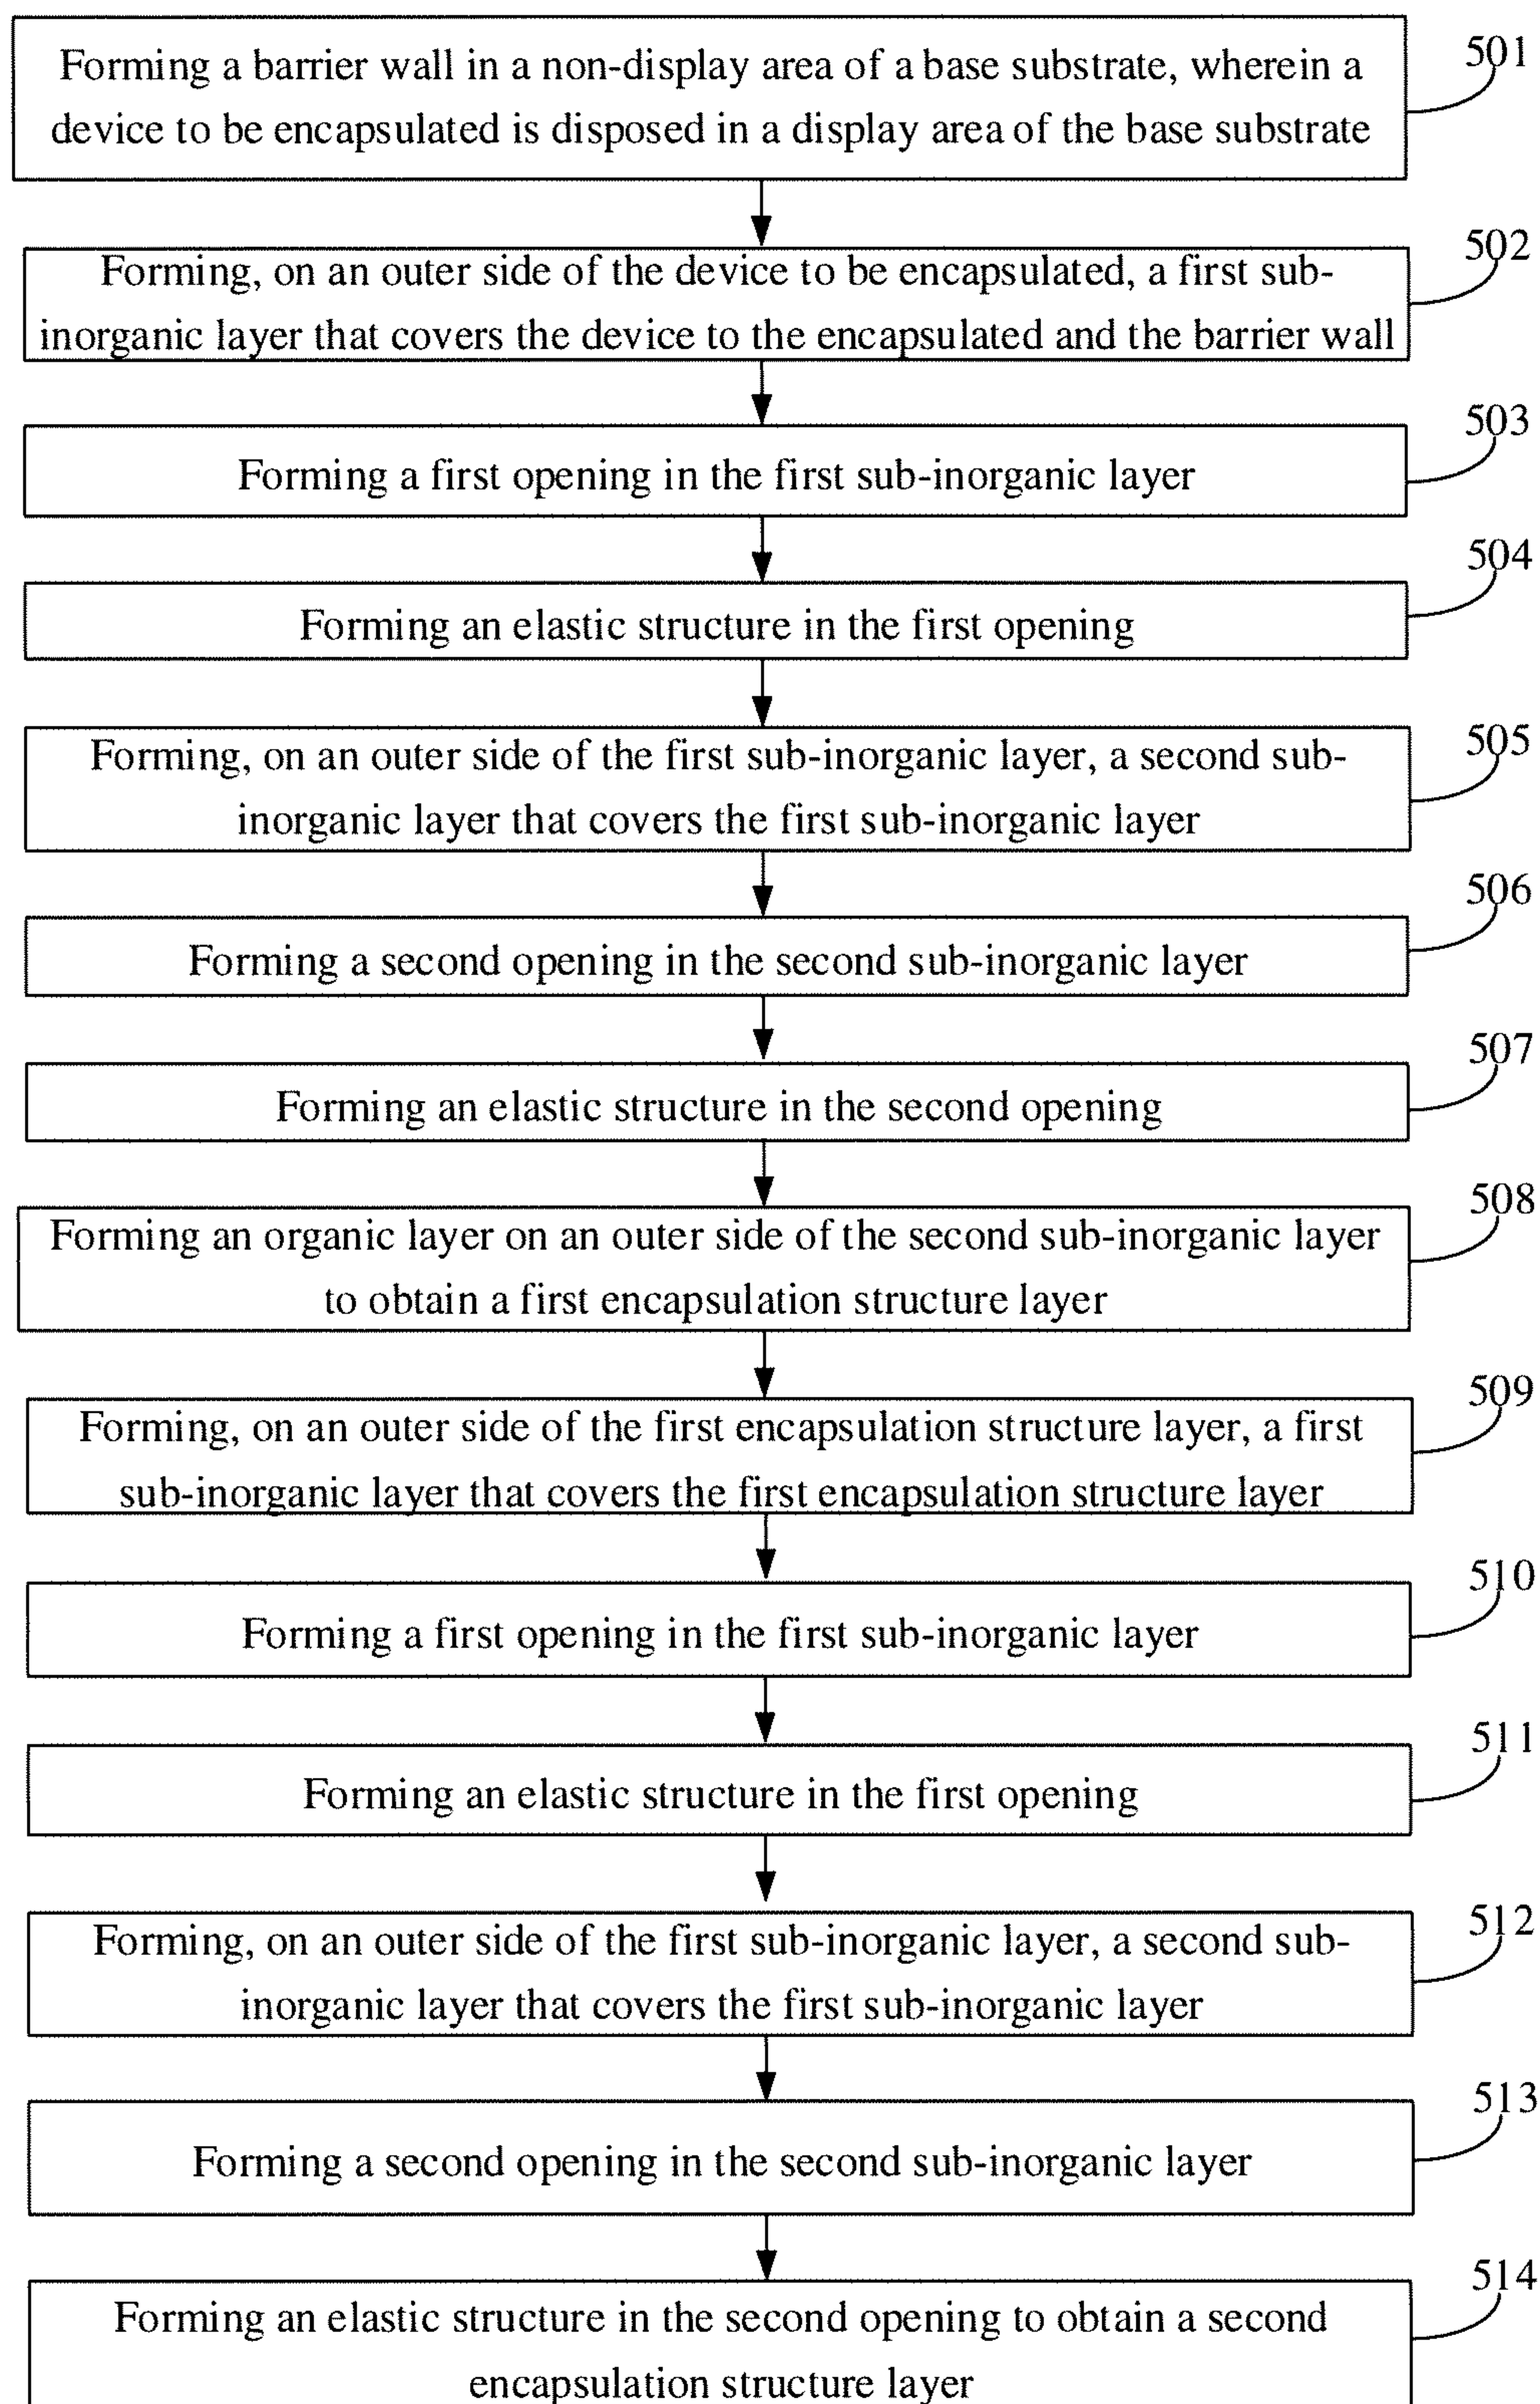 Forming a barrier wall in a non-display area of a base substrate, wherein a
device to be encapsulated is disposed in a display area of the base substrate
501
Forming, on an outer side of the device to be encapsulated, a first sub-
inorganic layer that covers the device to the encapsulated and the barrier wall
502
Forming a first opening in the first sub-inorganic layer
503
Forming an elastic structure in the first opening
504
Forming, on an outer side of the first sub-inorganic layer, a second sub-
inorganic layer that covers the first sub-inorganic layer
505
Forming a second opening in the second sub-inorganic layer
506
Forming an elastic structure in the second opening
507
Forming an organic layer on an outer side of the second sub-inorganic layer
to obtain a first encapsulation structure layer
508
Forming, on an outer side of the first encapsulation structure layer, a first
sub-inorganic layer that covers the first encapsulation structure layer
509
Forming a first opening in the first sub-inorganic layer
510
Forming an elastic structure in the first opening
511
Forming, on an outer side of the first sub-inorganic layer, a second sub-
inorganic layer that covers the first sub-inorganic layer
512
Forming a second opening in the second sub-inorganic layer
513
Forming an elastic structure in the second opening to obtain a second
encapsulation structure layer
514